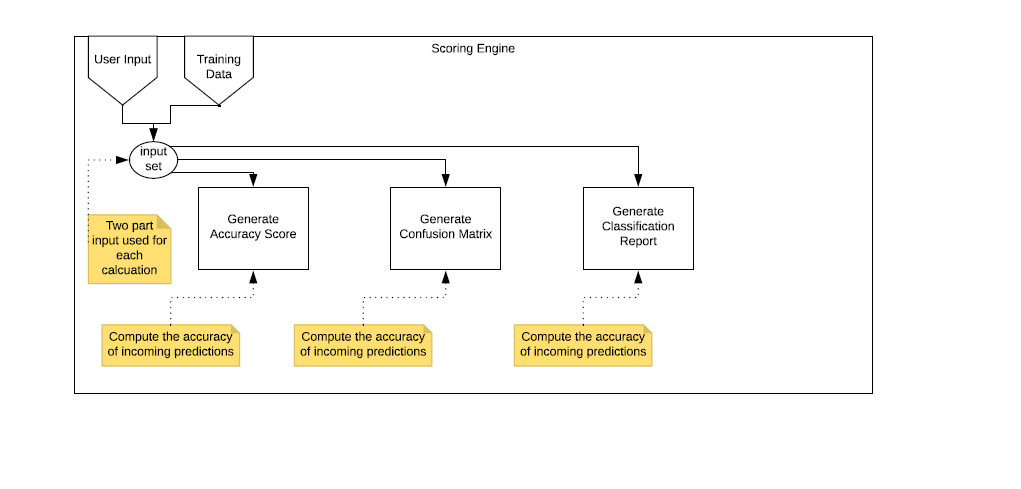 Scoring Engine
User Input
Training
Data
input
set
Generate
Accuracy Score
Generate
Confusion Matrix
Generate
Classification
Report
Two part
input used for
each
calcuation
Compute the accuracy
of incoming predictions
Compute the accuracy
of incoming predictions
Compute the accuracy
of incoming predictions